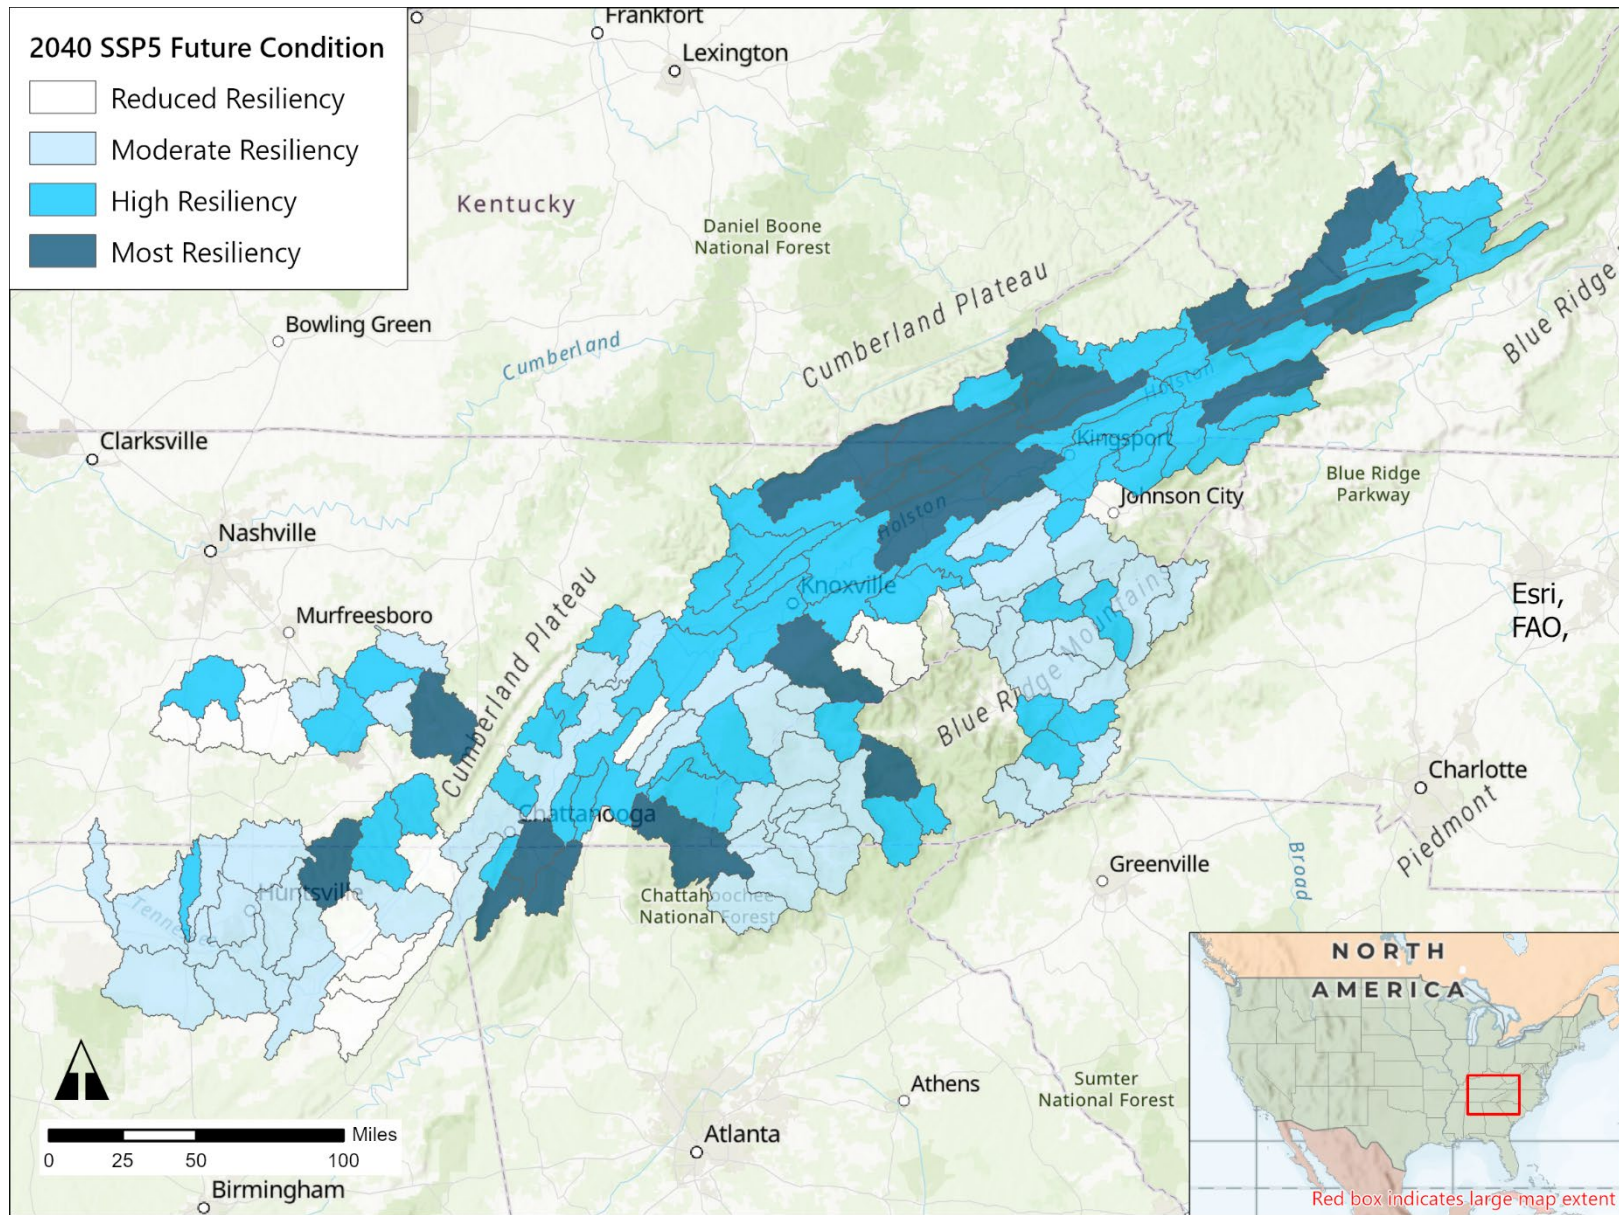 2040 SSP5 Future Condition
Reduced Resiliency
Moderate Resiliency
High Resiliency
Most Resiliency
Frankfort
Lexington
Kentucky
Daniel Boone
National Forest
Cumberland Plateau
Blue Ridge
Bowling Green
Cumberland
Holston
Clarksville
Kingsport
Blue Ridge
Parkway
Johnson City
Nashville
Holston
Knoxville
Esri,
FAO,
Murfreesboro
Cumberland Plateau
Blue Ridge Mountains
Charlotte
Piedmont
Chattanooga
Greenville
Broad
Huntsville
Tennessee
Chattahoochee
National Forest
Athens
Sumter
National Forest
Atlanta
Birmingham
Miles
0 25 50 100
NORTH
AMERICA
Red box indicates large map extent